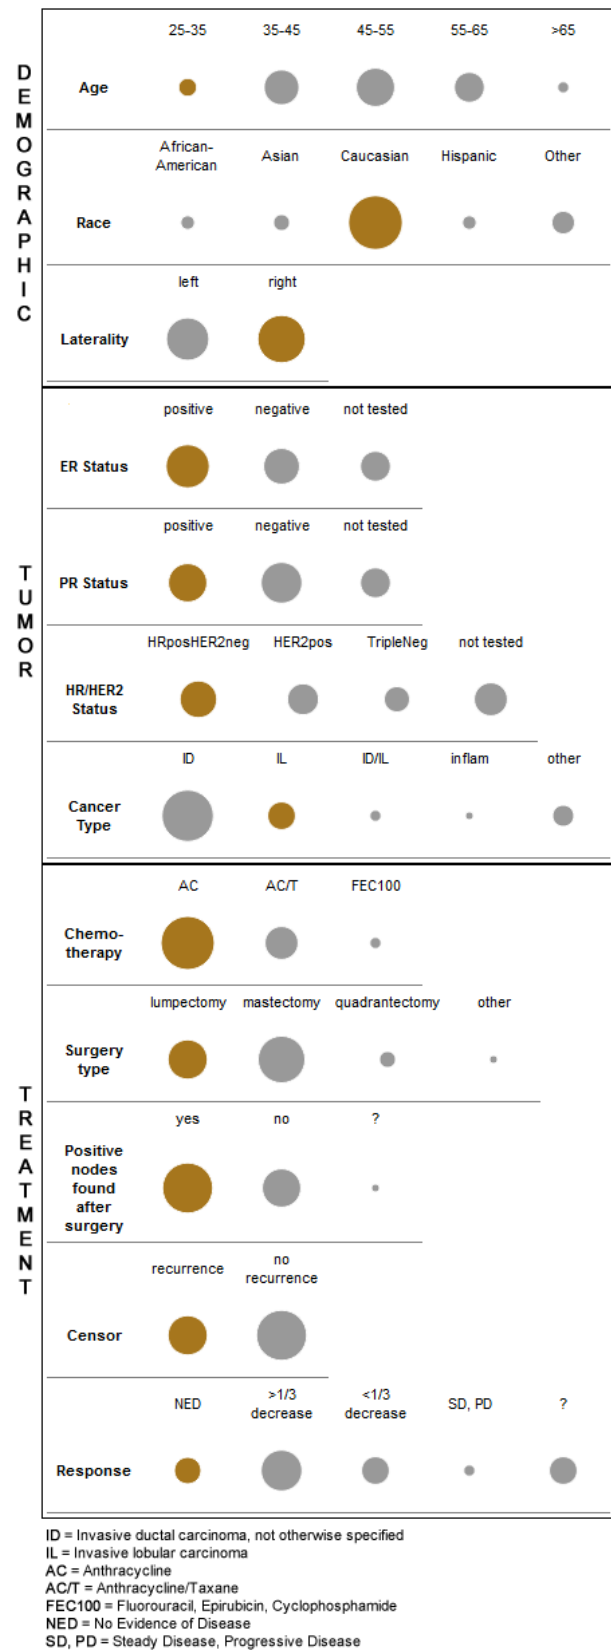 DEMOGRAPHIC
25-35 35-45 45-55 55-65 >65
Age
African-American Asian Caucasian Hispanic Other
Race
left right
Laterality
TUMOR
positive negative not tested
ER Status
positive negative not tested
PR Status
HRposHER2neg HER2pos TripleNeg not tested
HR/HER2
Status
ID IL ID/IL inflam other
Cancer
Type
TREATMENT
AC AC/T FEC100
Chemo-
therapy
lumpectomy mastectomy quadrantectomy other
Surgery
type
yes no ?
Positive
nodes
found
after
surgery
recurrence no recurrence
Censor
NED >1/3 decrease <1/3 decrease SD, PD ?
Response
ID = Invasive ductal carcinoma, not otherwise specified
IL = Invasive lobular carcinoma
AC = Anthracycline
AC/T = Anthracycline/Taxane
FEC100 = Fluorouracil, Epirubicin, Cyclophosphamide
NED = No Evidence of Disease
SD, PD = Steady Disease, Progressive Disease